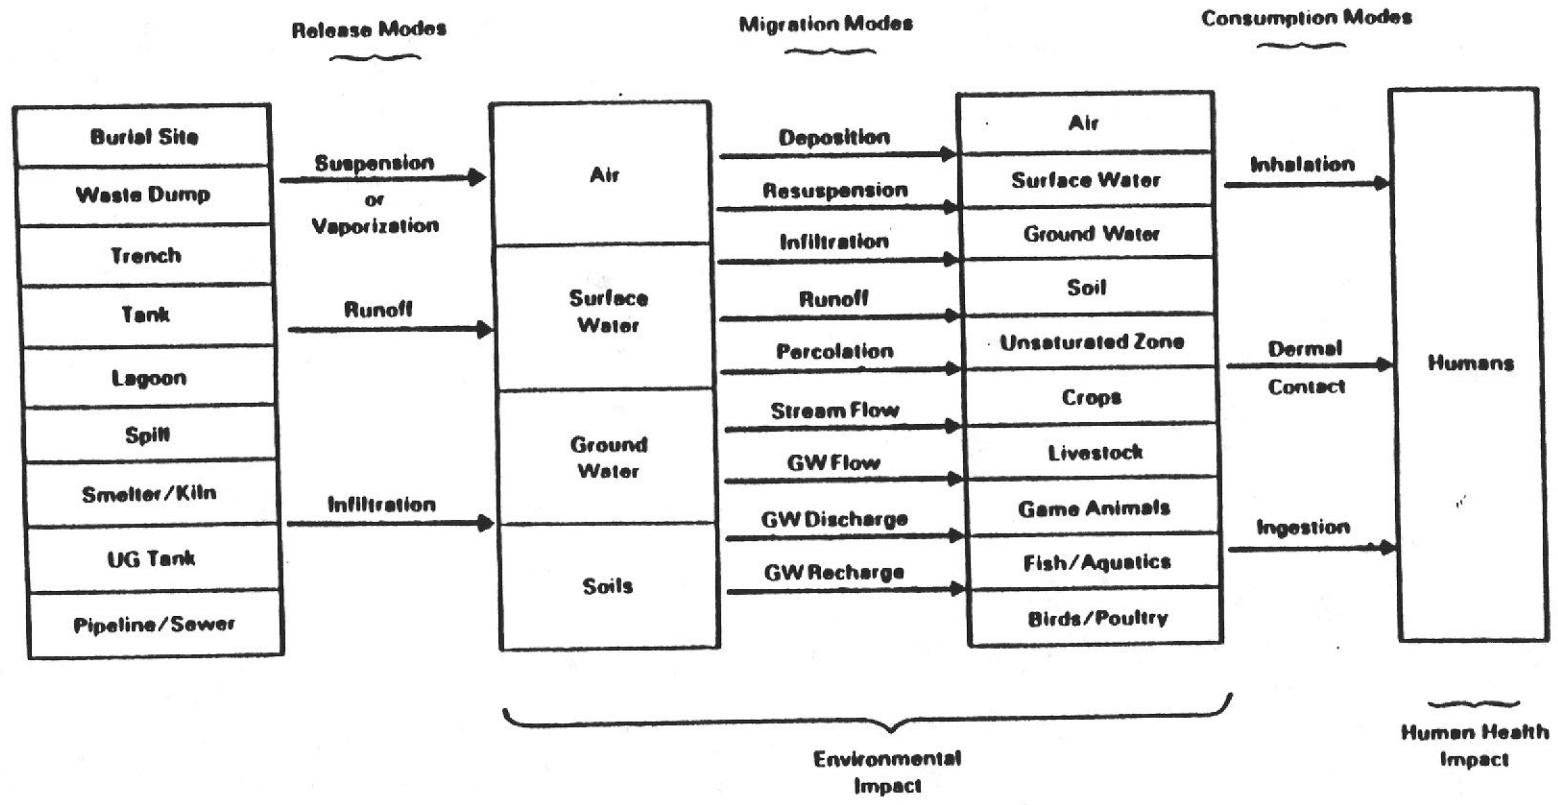 Release Modes
Migration Modes
Consumption Modes
Burial Site
Waste Dump
Trench
Tank
Lagoon
Spill
Smelter/Kiln
UG Tank
Pipeline/Sewer
Suspension
or
Vaporization
Runoff
Infiltration
Air
Surface
Water
Ground
Water
Soils
Deposition
Resuspension
Infiltration
Runoff
Percolation
Stream Flow
GW Flow
GW Discharge
GW Recharge
Air
Surface Water
Ground Water
Soil
Unsaturated Zone
Crops
Livestock
Game Animals
Fish/Aquatics
Birds/Poultry
Inhalation
Dermal
Contact
Ingestion
Humans
Environmental
Impact
Human Health
Impact